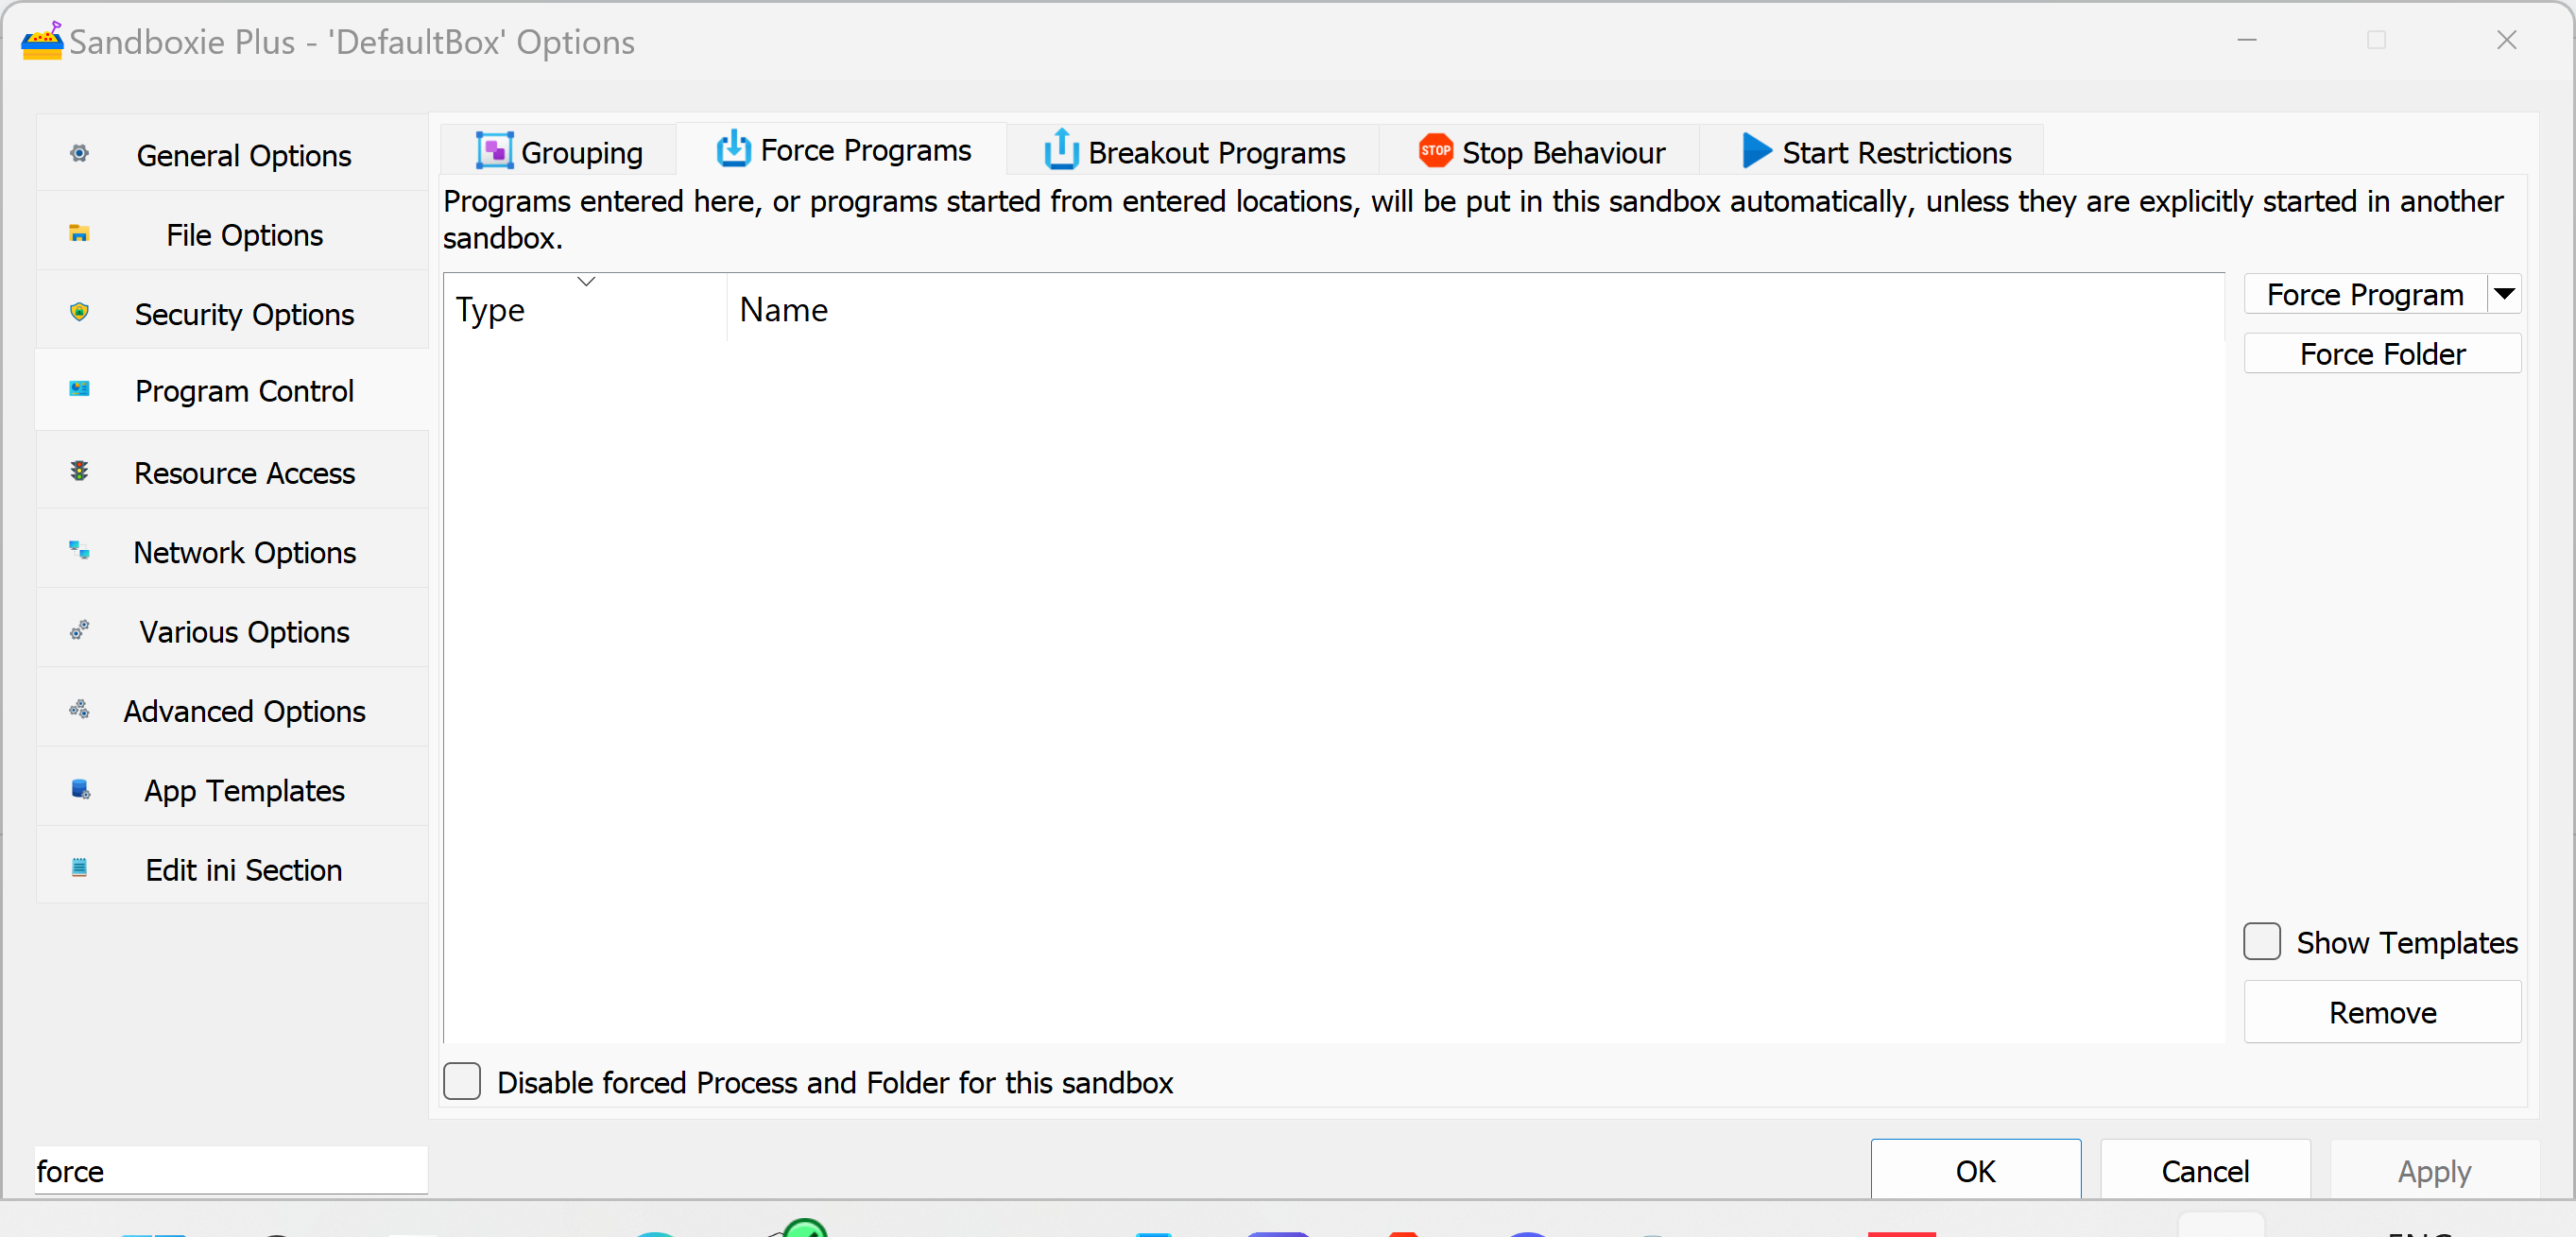 Sandboxie Plus - 'DefaultBox' Options
General Options
File Options
Security Options
Program Control
Resource Access
Network Options
Various Options
Advanced Options
App Templates
Edit ini Section
force
Grouping
Force Programs
Breakout Programs
STOP
Stop Behaviour
Start Restrictions
Programs entered here, or programs started from entered locations, will be put in this sandbox automatically, unless they are explicitly started in another
sandbox.
Type
Name
Force Program
Force Folder
Show Templates
Remove
Disable forced Process and Folder for this sandbox
OK
Cancel
Apply